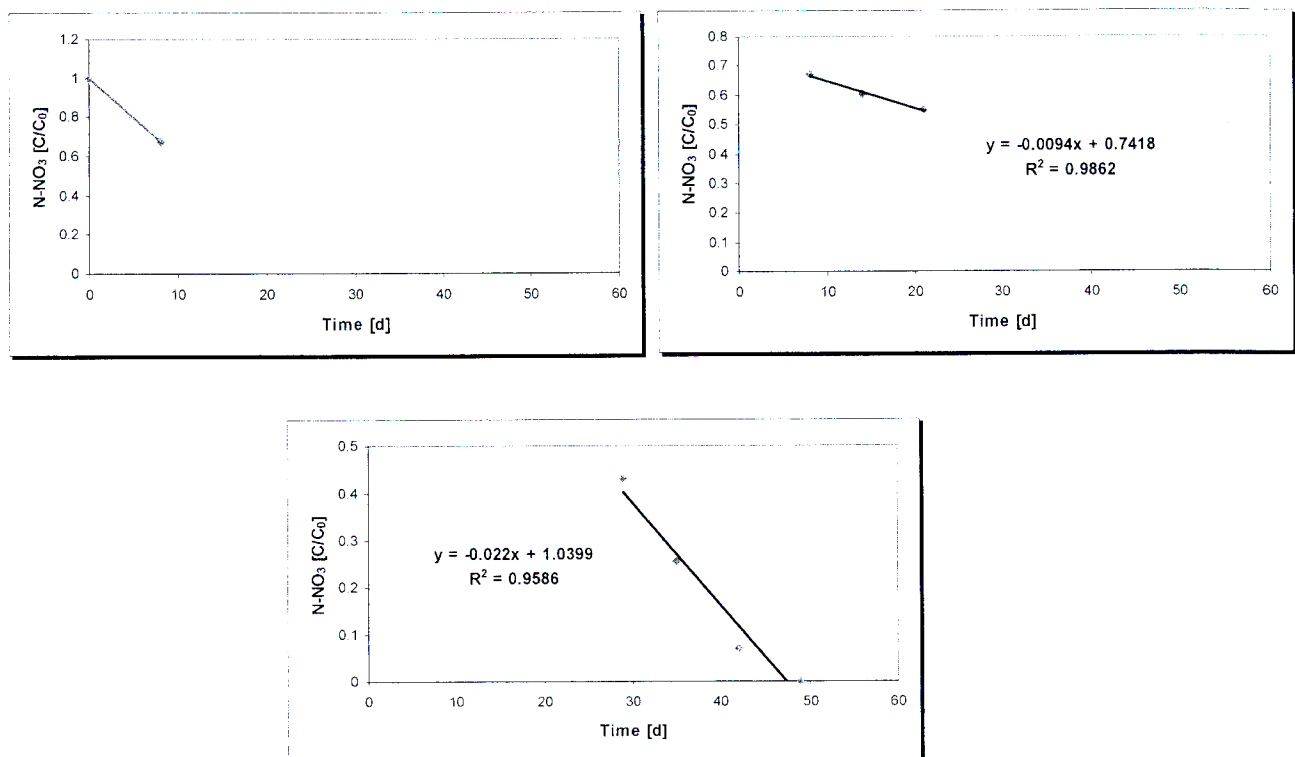 1.2
1
0.8
0.6
0.4
0.2
0
N-NO₃ [C/C₀]
0 10 20 30 40 50 60
Time [d]
0.8
0.7
0.6
0.5
0.4
0.3
0.2
0.1
0
N-NO₃ [C/C₀]
y = -0.0094x + 0.7418
R² = 0.9862
0 10 20 30 40 50 60
Time [d]
0.5
0.4
0.3
0.2
0.1
0
N-NO₃ [C/C₀]
y = -0.022x + 1.0399
R² = 0.9586
0 10 20 30 40 50 60
Time [d]